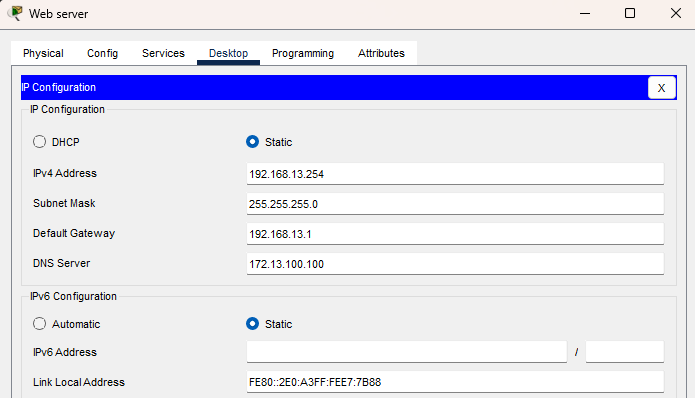 Web server
Physical Config Services Desktop Programming Attributes
IP Configuration X
IP Configuration
DHCP Static
IPv4 Address 192.168.13.254
Subnet Mask 255.255.255.0
Default Gateway 192.168.13.1
DNS Server 172.13.100.100
IPv6 Configuration
Automatic Static
IPv6 Address /
Link Local Address FE80::2E0:A3FF:FEE7:7B88